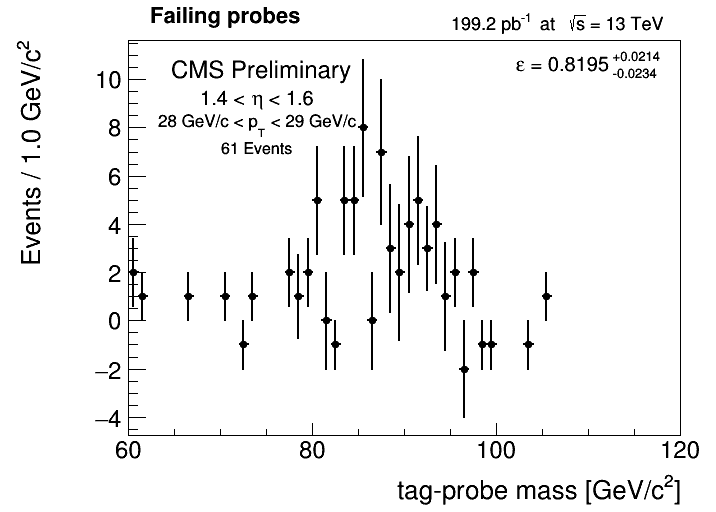 Failing probes
199.2 pb⁻¹ at √s = 13 TeV
CMS Preliminary
1.4 < η < 1.6
28 GeV/c < p_T < 29 GeV/c
61 Events
ε = 0.8195 +0.0214 -0.0234
Events / 1.0 GeV/c²
10
8
6
4
2
0
−2
−4
60 80 100 120
tag-probe mass [GeV/c²]